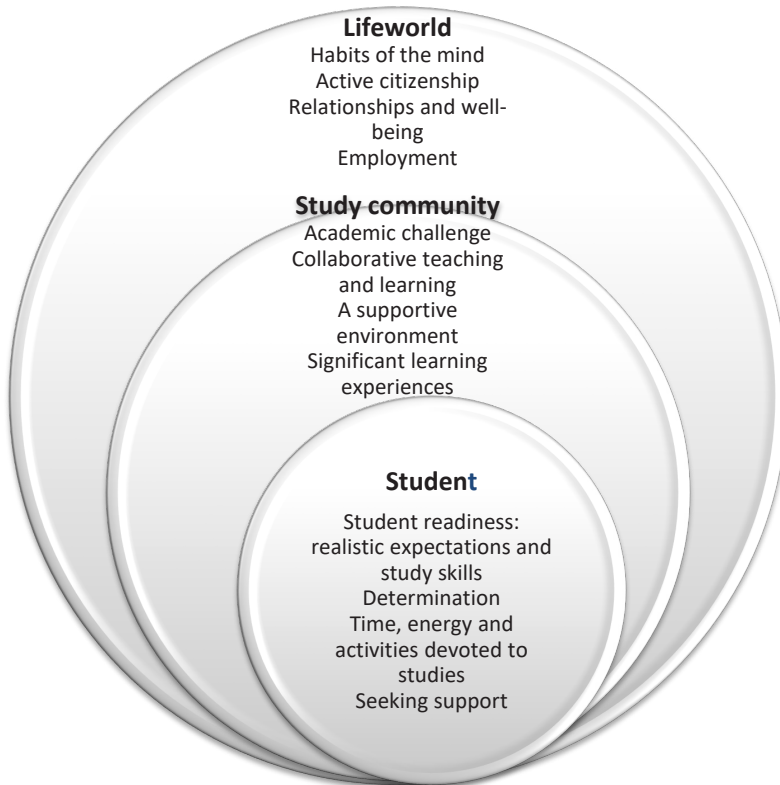 Lifeworld
Habits of the mind
Active citizenship
Relationships and well-
being
Employment
Study community
Academic challenge
Collaborative teaching
and learning
A supportive
environment
Significant learning
experiences
Student
Student readiness:
realistic expectations and
study skills
Determination
Time, energy and
activities devoted to
studies
Seeking support